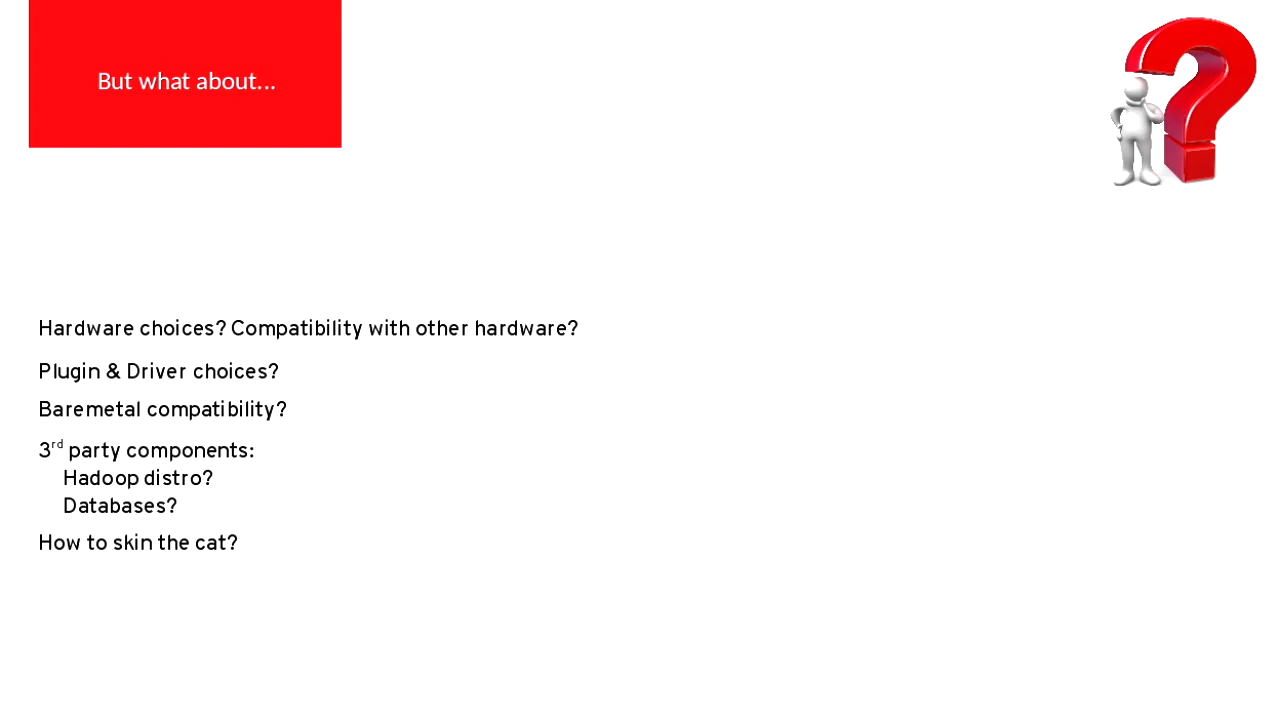 But what about...
Hardware choices? Compatibility with other hardware?
Plugin & Driver choices?
Baremetal compatibility?
3rd party components:
Hadoop distro?
Databases?
How to skin the cat?